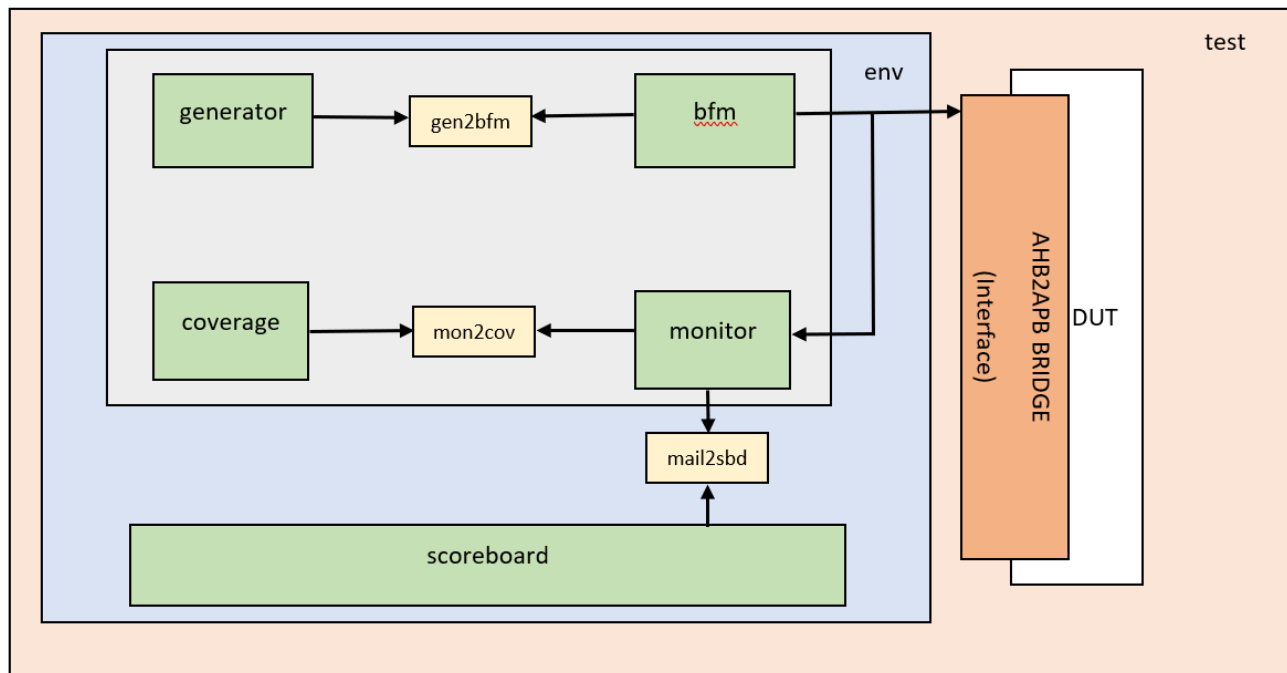 test
env
generator
gen2bfm
bfm
coverage
mon2cov
monitor
mail2sbd
scoreboard
AHB2APB BRIDGE
(Interface)
DUT